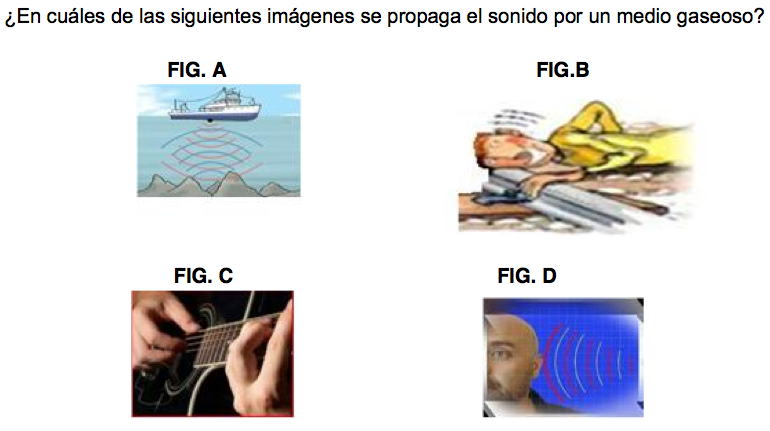 ¿En cuáles de las siguientes imágenes se propaga el sonido por un medio gaseoso?
FIG. A
FIG.B
FIG. C
FIG. D